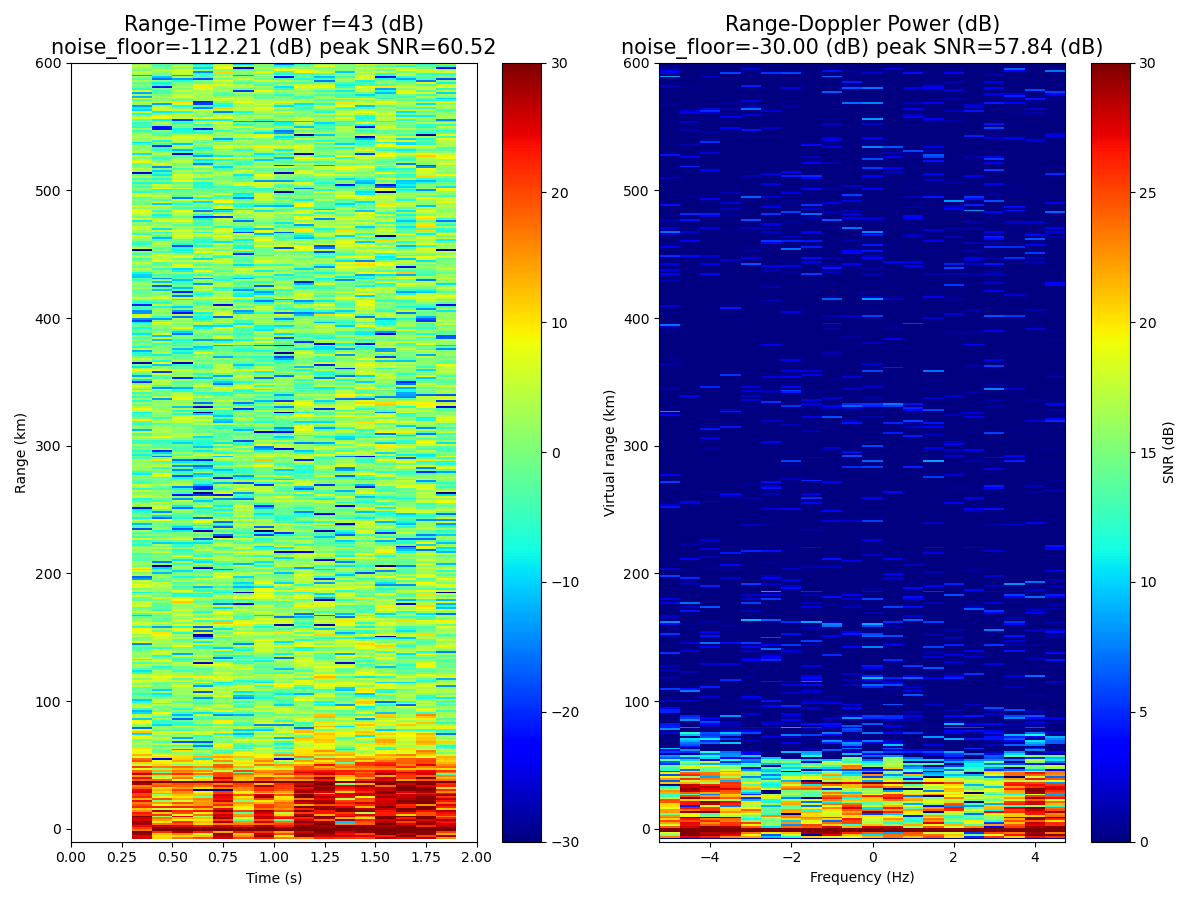 Range-Time Power f=43 (dB)
noise_floor=-112.21 (dB) peak SNR=60.52
600
500
400
300
200
100
0
Range (km)
0.00 0.25 0.50 0.75 1.00 1.25 1.50 1.75 2.00
Time (s)
30
20
10
0
−10
−20
−30
Range-Doppler Power (dB)
noise_floor=-30.00 (dB) peak SNR=57.84 (dB)
600
500
400
300
200
100
0
Virtual range (km)
−4 −2 0 2 4
Frequency (Hz)
30
25
20
15
10
5
0
SNR (dB)